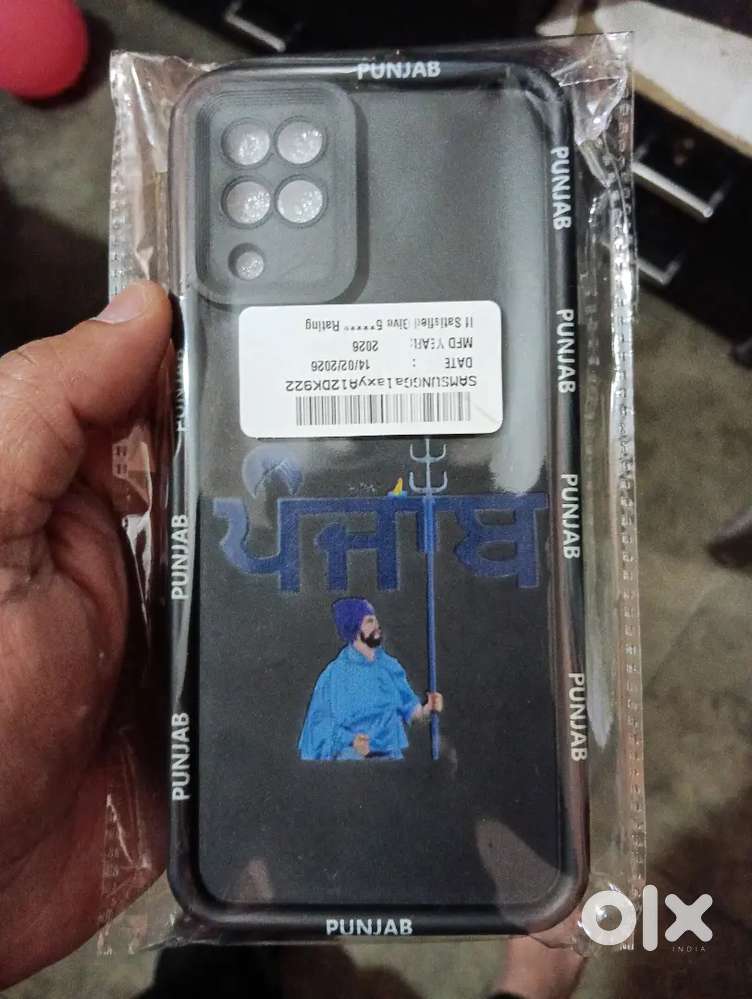 PUNJAB
PUNJAB
PUNJAB
PUNJAB
PUNJAB
PUNJAB
PUNJAB
PUNJAB
PUNJAB
SAMSUNGGalaxyA12DK922
DATE : 14/02/2026
MFD YEAR: 2026
If Satisfied Give 5***** Rating
ਪੰਜਾਬ
olx
INDIA